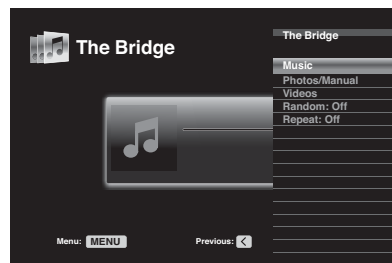 The Bridge
The Bridge
Music
Photos/Manual
Videos
Random: Off
Repeat: Off
Menu: MENU
Previous: <